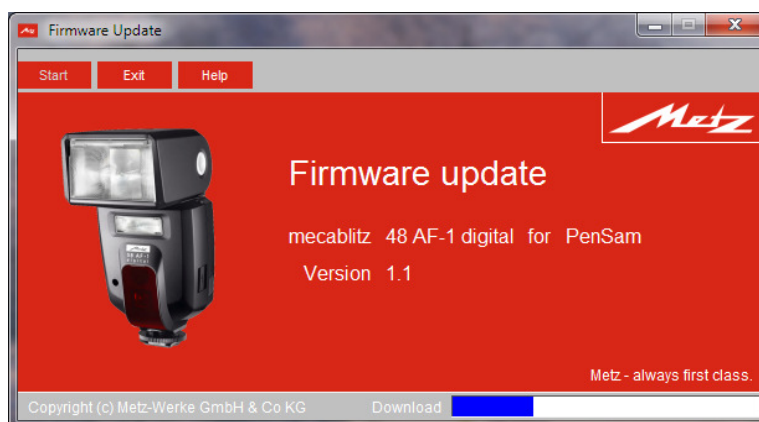 Firmware Update
Start Exit Help
Metz
Firmware update
mecablitz 48 AF-1 digital for PenSam
Version 1.1
Metz - always first class.
Copyright (c) Metz-Werke GmbH & Co KG Download